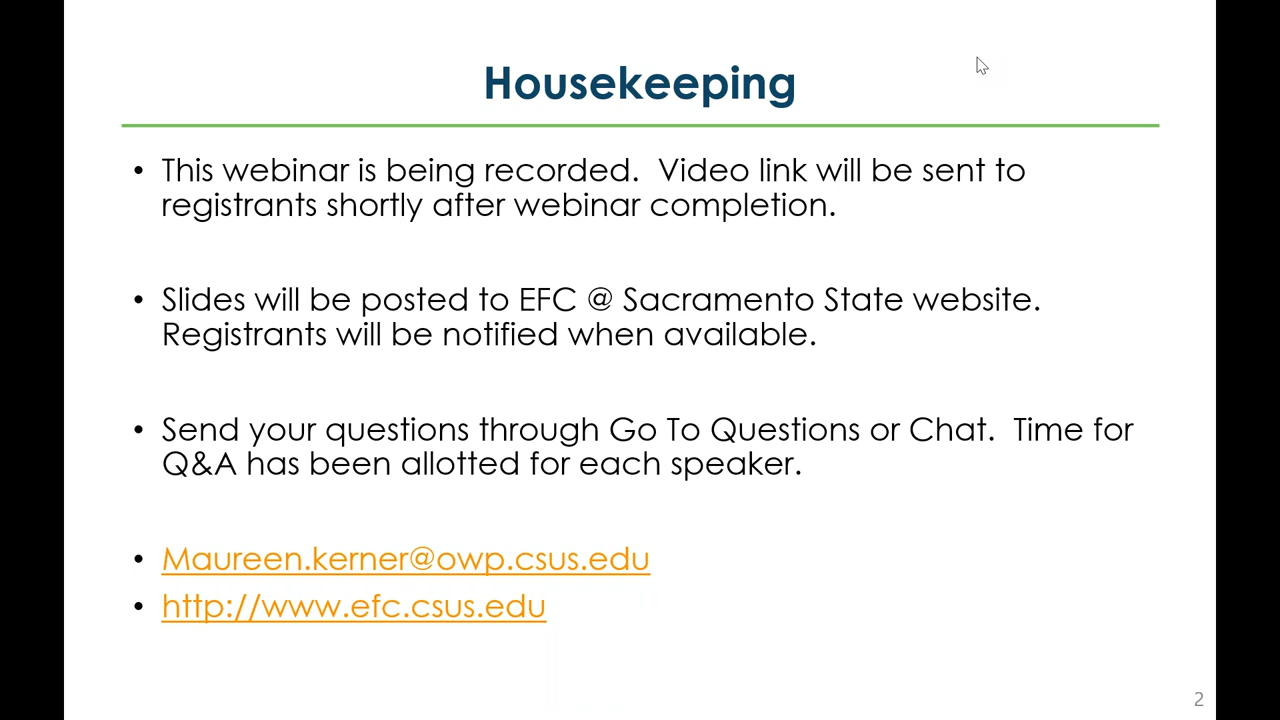 Housekeeping
• This webinar is being recorded.  Video link will be sent to
registrants shortly after webinar completion.
• Slides will be posted to EFC @ Sacramento State website.
Registrants will be notified when available.
• Send your questions through Go To Questions or Chat.  Time for
Q&A has been allotted for each speaker.
• Maureen.kerner@owp.csus.edu
• http://www.efc.csus.edu
2